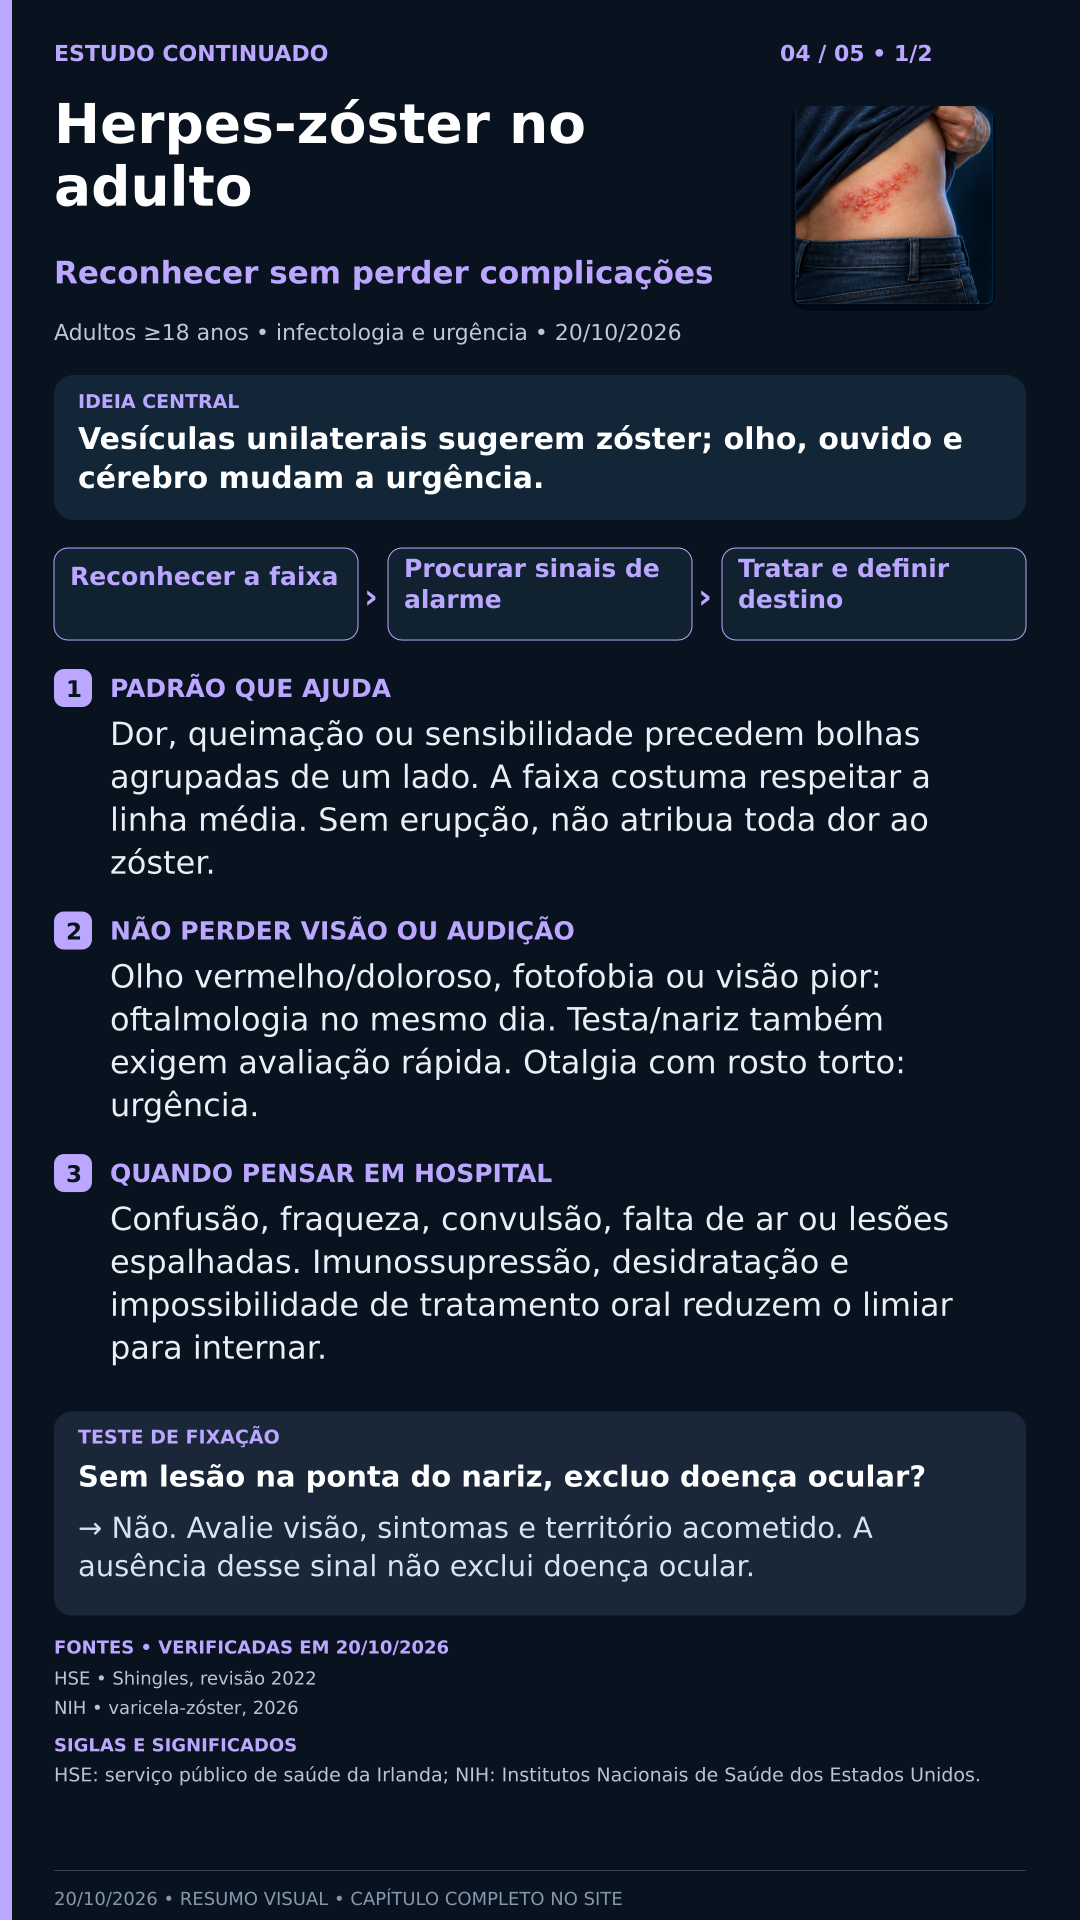 ESTUDO CONTINUADO
04 / 05 • 1/2
Herpes-zóster no
adulto
Reconhecer sem perder complicações
Adultos ≥18 anos • infectologia e urgência • 20/10/2026
IDEIA CENTRAL
Vesículas unilaterais sugerem zóster; olho, ouvido e
cérebro mudam a urgência.
Reconhecer a faixa
›
Procurar sinais de
alarme
›
Tratar e definir
destino
1 PADRÃO QUE AJUDA
Dor, queimação ou sensibilidade precedem bolhas
agrupadas de um lado. A faixa costuma respeitar a
linha média. Sem erupção, não atribua toda dor ao
zóster.
2 NÃO PERDER VISÃO OU AUDIÇÃO
Olho vermelho/doloroso, fotofobia ou visão pior:
oftalmologia no mesmo dia. Testa/nariz também
exigem avaliação rápida. Otalgia com rosto torto:
urgência.
3 QUANDO PENSAR EM HOSPITAL
Confusão, fraqueza, convulsão, falta de ar ou lesões
espalhadas. Imunossupressão, desidratação e
impossibilidade de tratamento oral reduzem o limiar
para internar.
TESTE DE FIXAÇÃO
Sem lesão na ponta do nariz, excluo doença ocular?
→ Não. Avalie visão, sintomas e território acometido. A
ausência desse sinal não exclui doença ocular.
FONTES • VERIFICADAS EM 20/10/2026
HSE • Shingles, revisão 2022
NIH • varicela-zóster, 2026
SIGLAS E SIGNIFICADOS
HSE: serviço público de saúde da Irlanda; NIH: Institutos Nacionais de Saúde dos Estados Unidos.
20/10/2026 • RESUMO VISUAL • CAPÍTULO COMPLETO NO SITE